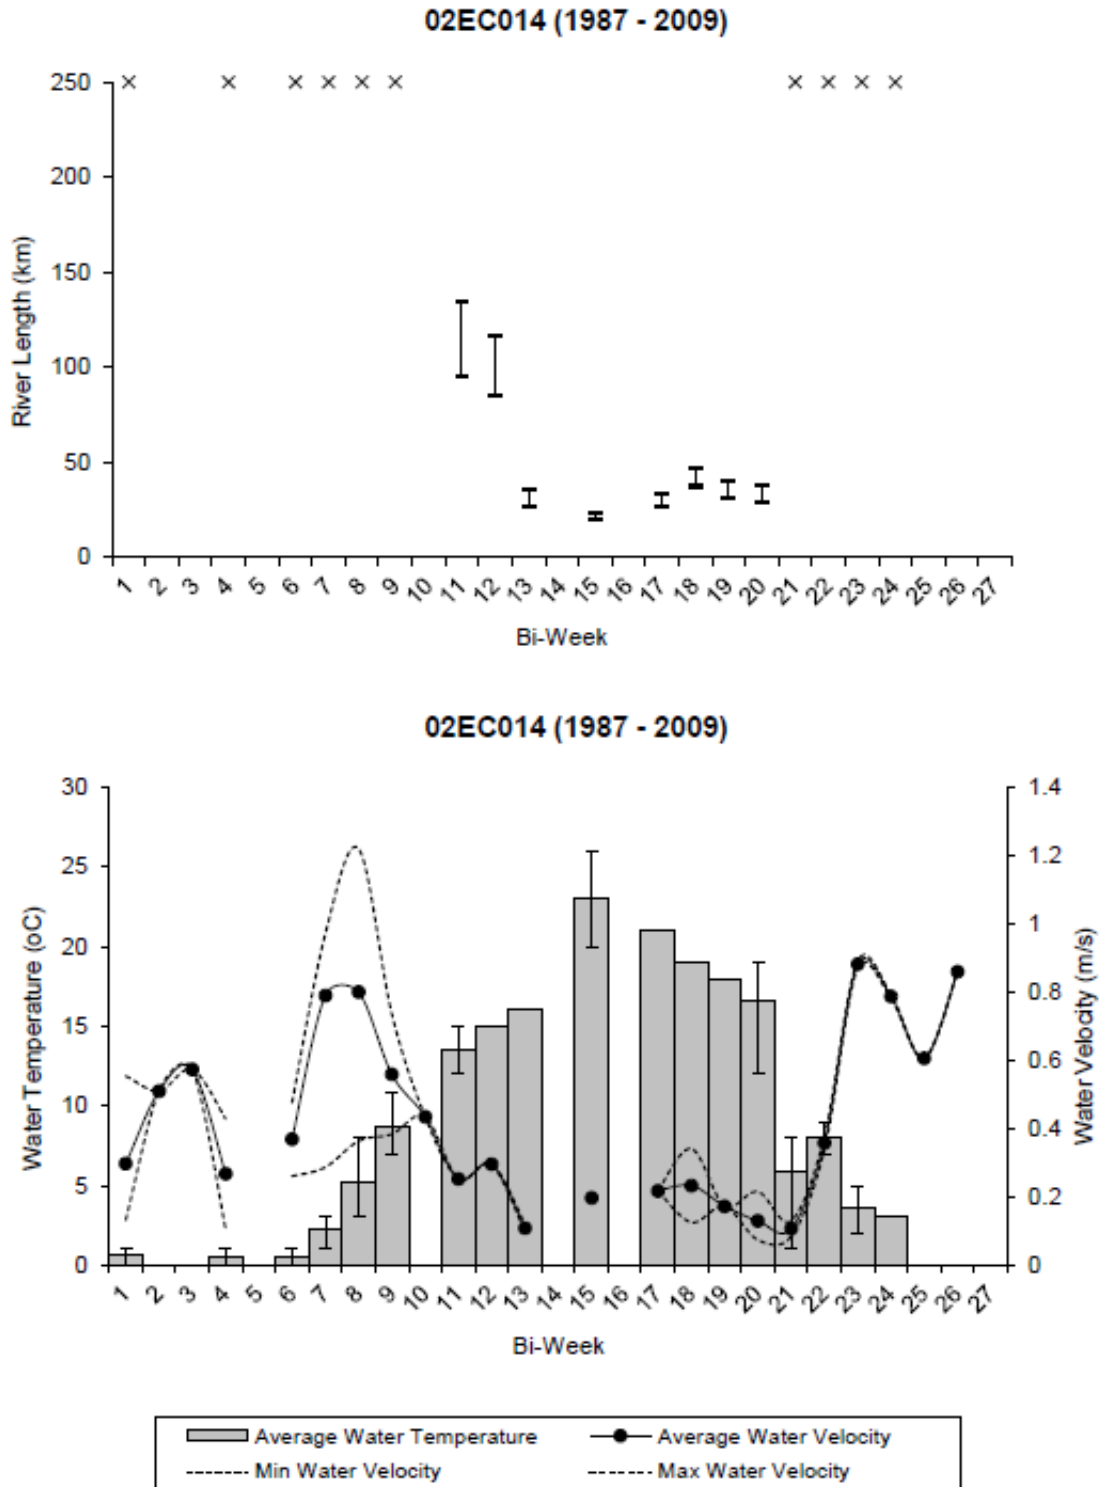 02EC014 (1987 - 2009)
250
200
150
100
50
0
River Length (km)
1 2 3 4 5 6 7 8 9 10 11 12 13 14 15 16 17 18 19 20 21 22 23 24 25 26 27
Bi-Week
02EC014 (1987 - 2009)
30
25
20
15
10
5
0
Water Temperature (oC)
1.4
1.2
1
0.8
0.6
0.4
0.2
0
Water Velocity (m/s)
1 2 3 4 5 6 7 8 9 10 11 12 13 14 15 16 17 18 19 20 21 22 23 24 25 26 27
Bi-Week
Average Water Temperature Average Water Velocity
Min Water Velocity Max Water Velocity